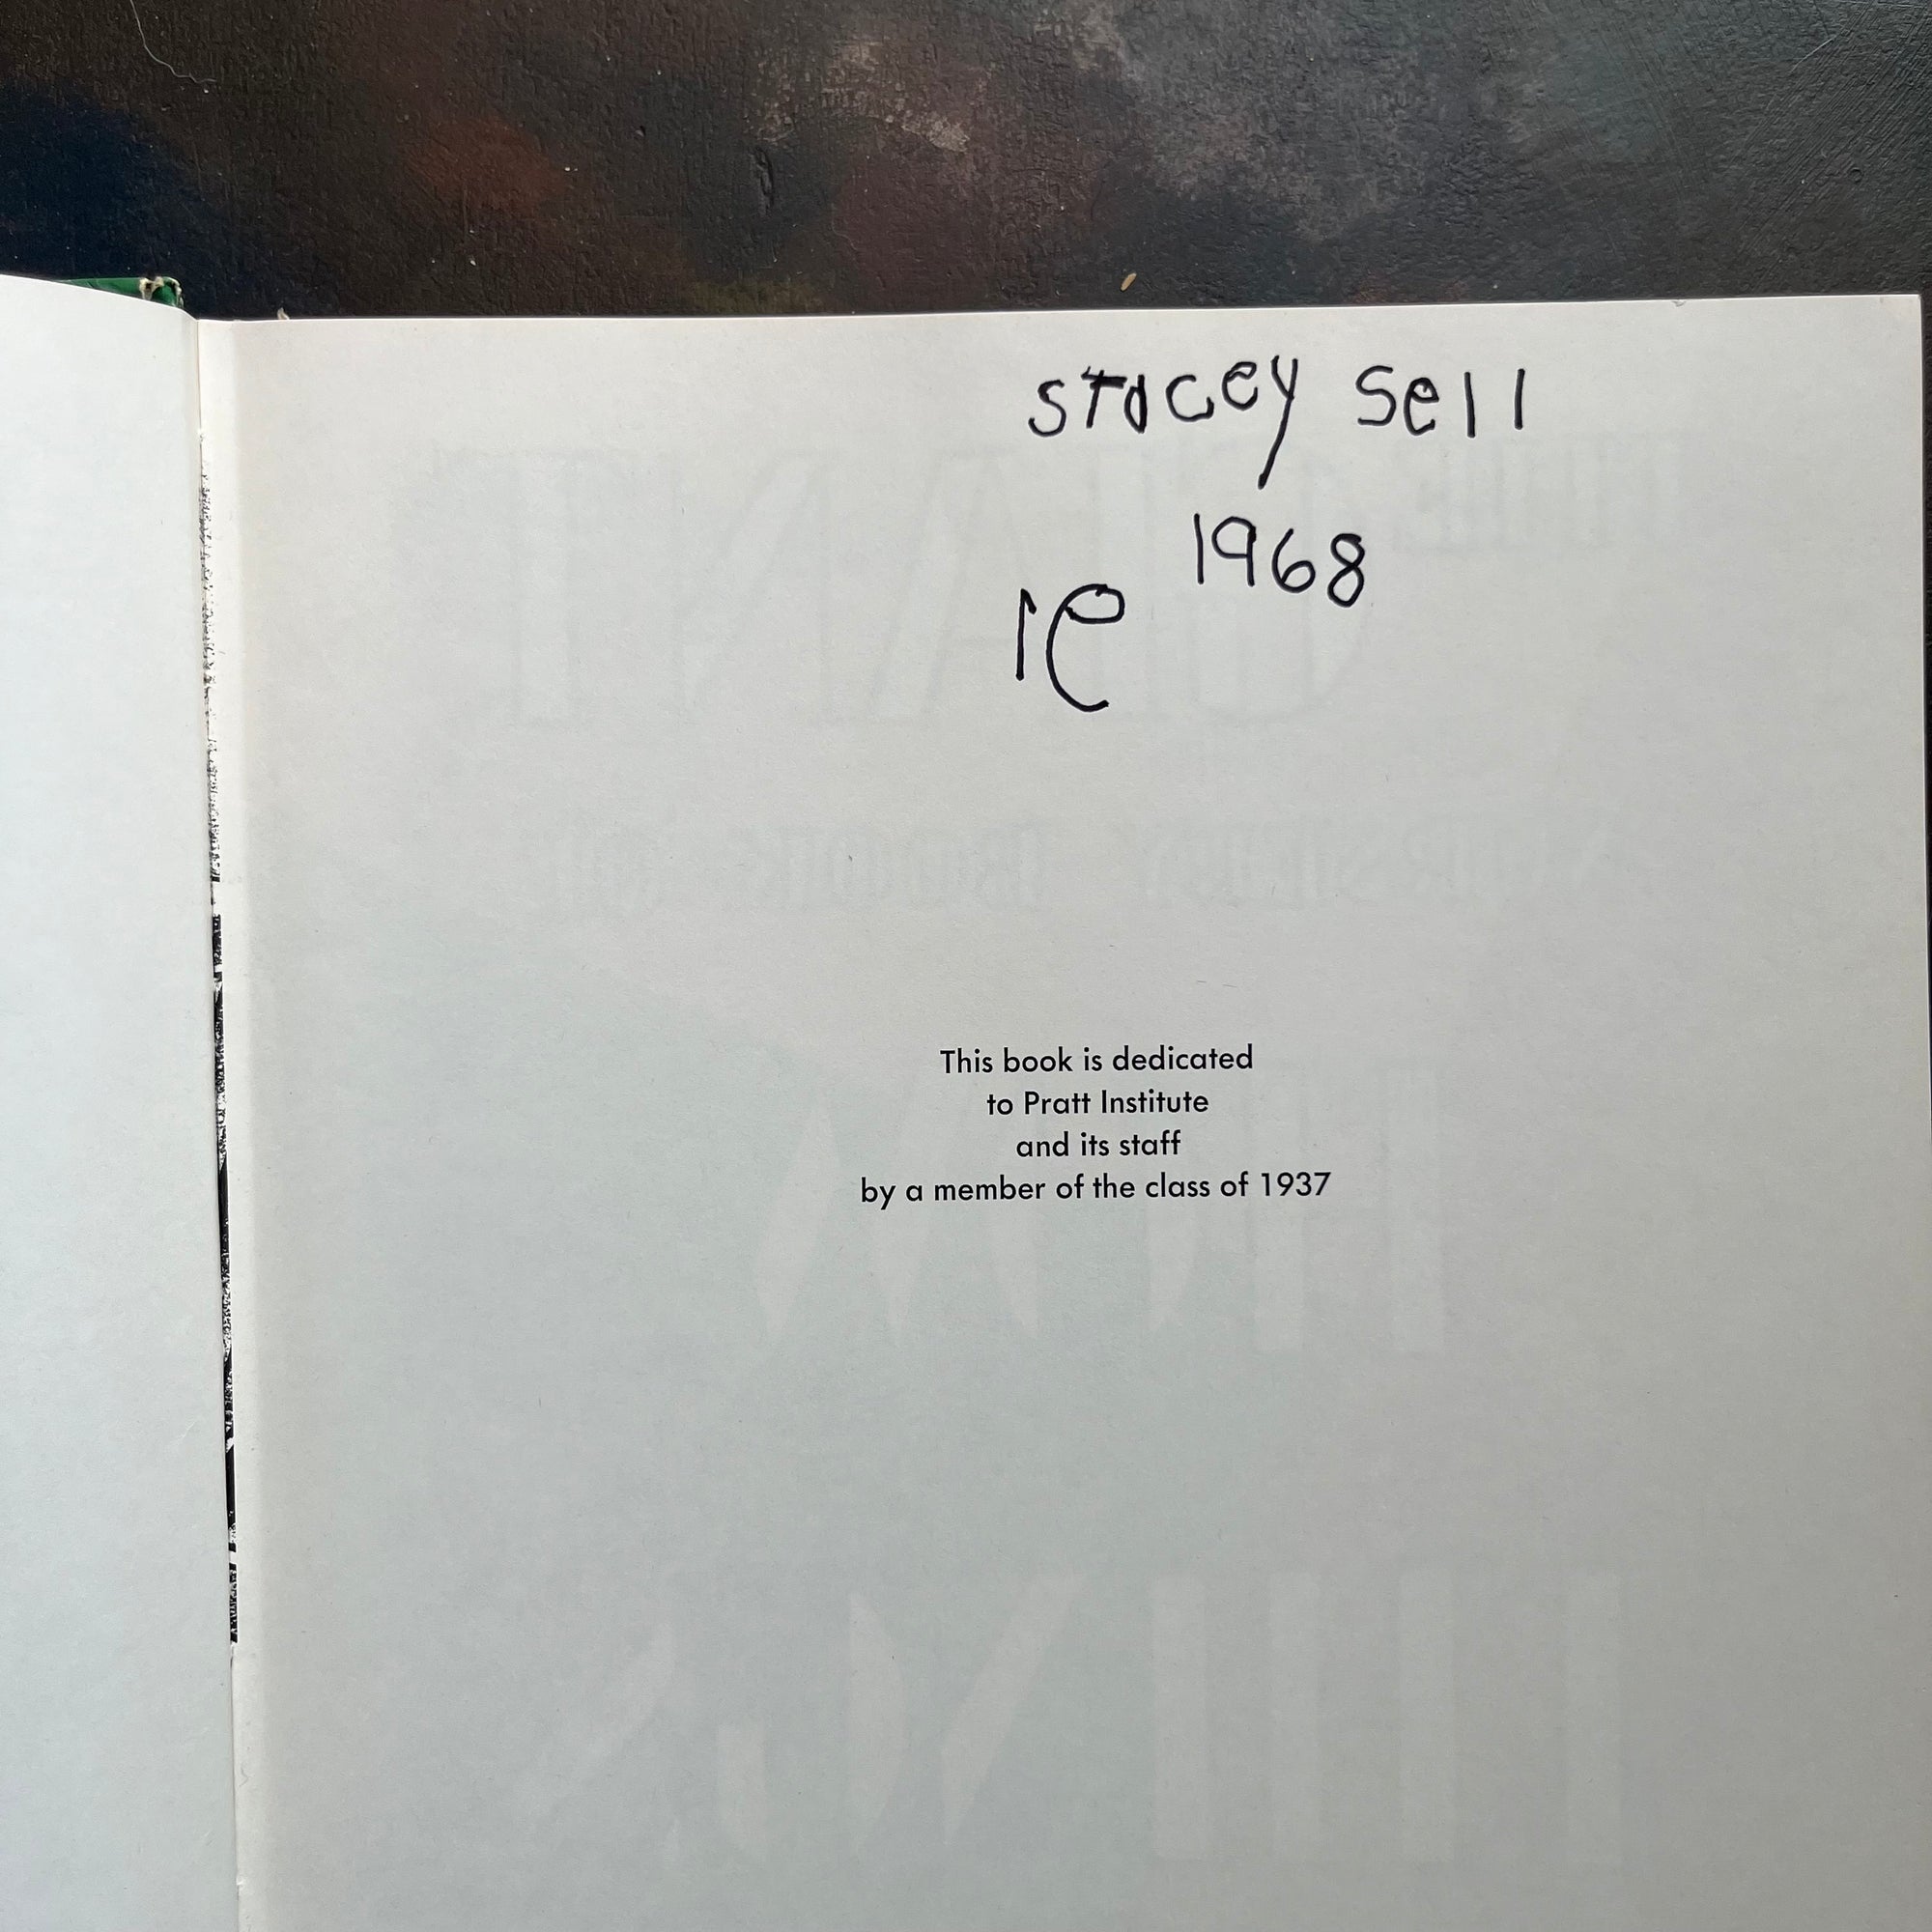 stacey sell
1968
19
This book is dedicated
to Pratt Institute
and its staff
by a member of the class of 1937